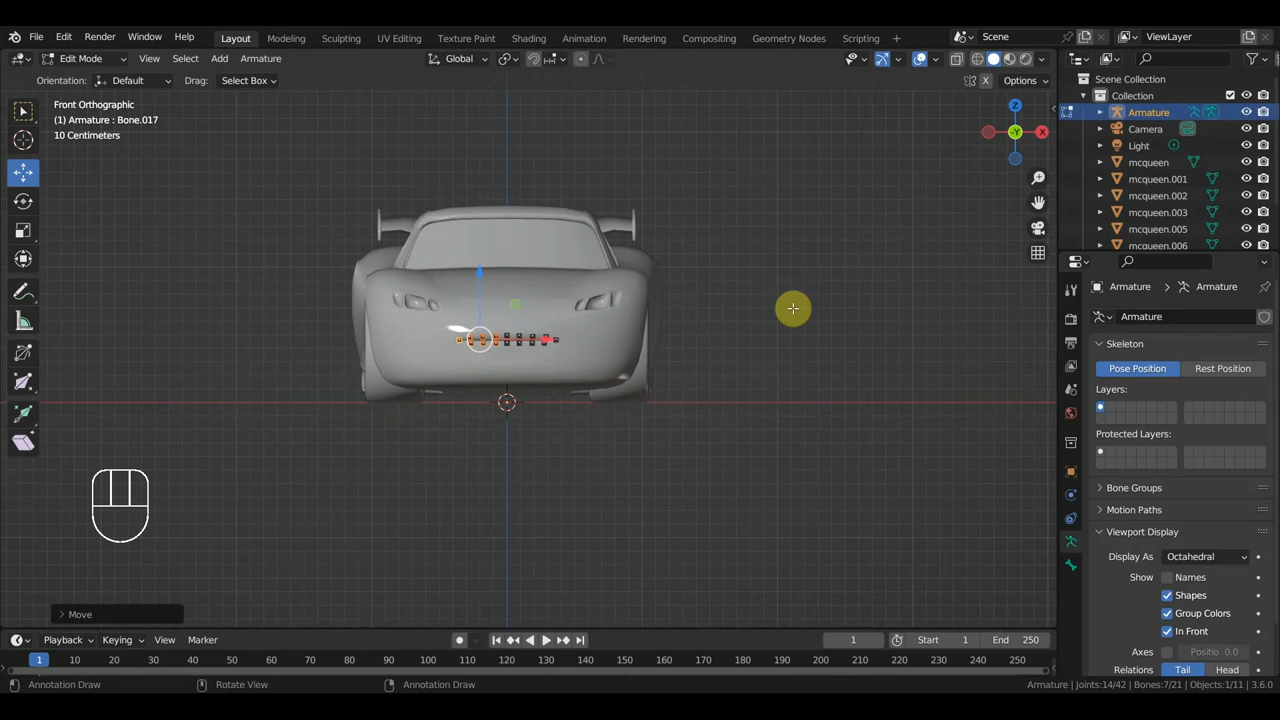 File Edit Render Window Help Layout Modeling Sculpting UV Editing Texture Paint Shading Animation Rendering Compositing Geometry Nodes Scripting + Scene ViewLayer
Edit Mode View Select Add Armature Global
Orientation: Default Drag: Select Box X Options
Front Orthographic
(1) Armature : Bone.017
10 Centimeters
Z
X
-Y
Scene Collection
Collection
Armature
Camera
Light
mcqueen
mcqueen.001
mcqueen.002
mcqueen.003
mcqueen.005
mcqueen.006
Armature Armature
Armature
Skeleton
Pose Position Rest Position
Layers:
Protected Layers:
Bone Groups
Motion Paths
Viewport Display
Display As Octahedral
Show Names
Shapes
Group Colors
In Front
Axes Positio 0.0
Relations Tail Head
Move
Playback Keying View Marker 1 Start 1 End 250
1 10 20 30 40 50 60 70 80 90 100 110 120 130 140 150 160 170 180 190 200 210 220 230 240 250
Annotation Draw Rotate View Annotation Draw Armature | Joints:14/42 | Bones:7/21 | Objects:1/11 | 3.6.0